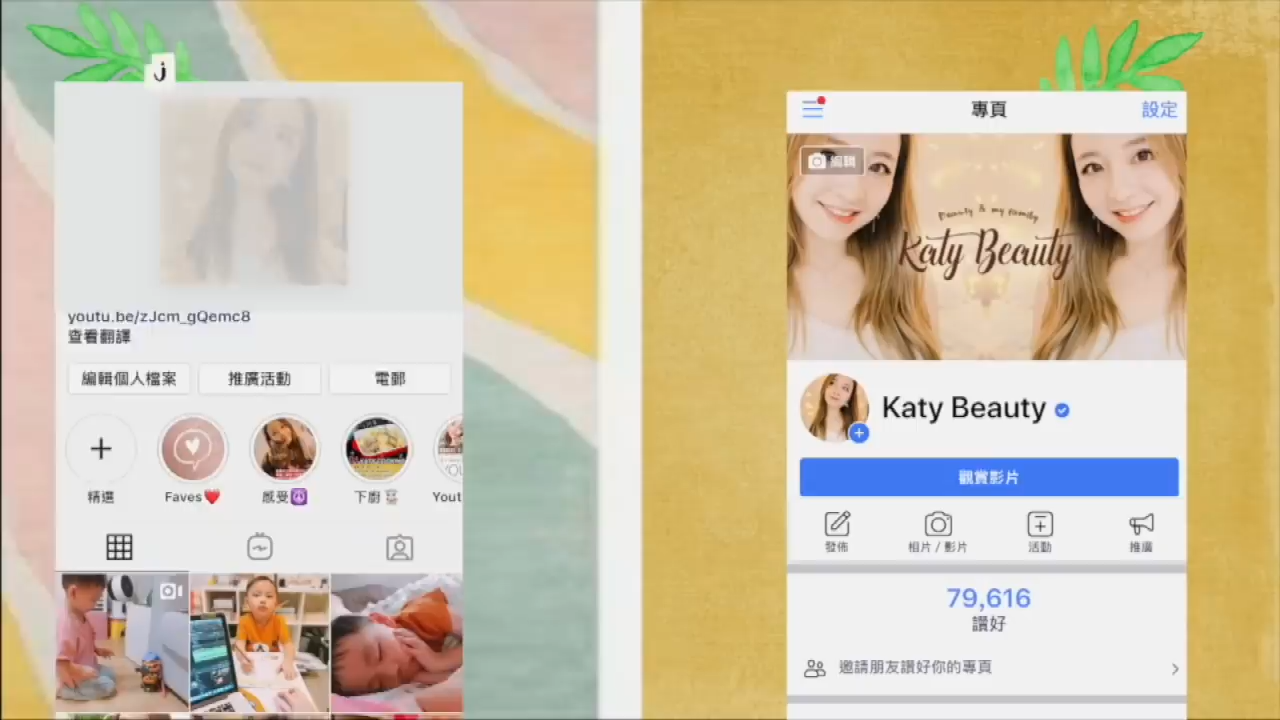 j
youtu.be/zJcm_gQemc8
查看翻譯
編輯個人檔案
推廣活動
電郵
精選
Faves❤️
感受☮️
下廚
Yout
專頁
設定
編輯
Beauty & my family
Katy Beauty
Katy Beauty
觀賞影片
發佈
相片 / 影片
活動
推廣
79,616
讚好
邀請朋友讚好你的專頁